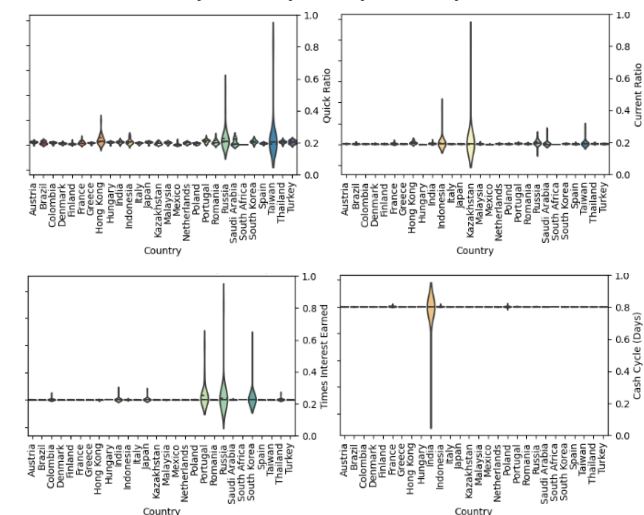 1.0
0.8
0.6
0.4
0.2
0.0
Quick Ratio
Austria
Brazil
Colombia
Denmark
Finland
France
Greece
Hong Kong
Hungary
India
Indonesia
Italy
Japan
Kazakhstan
Malaysia
Mexico
Netherlands
Poland
Portugal
Romania
Russia
Saudi Arabia
South Africa
South Korea
Spain
Taiwan
Thailand
Turkey
Country
1.0
0.8
0.6
0.4
0.2
0.0
Current Ratio
Austria
Brazil
Colombia
Denmark
Finland
France
Greece
Hong Kong
Hungary
India
Indonesia
Italy
Japan
Kazakhstan
Malaysia
Mexico
Netherlands
Poland
Portugal
Romania
Russia
Saudi Arabia
South Africa
South Korea
Spain
Taiwan
Thailand
Turkey
Country
1.0
0.8
0.6
0.4
0.2
0.0
Times Interest Earned
Austria
Brazil
Colombia
Denmark
Finland
France
Greece
Hong Kong
Hungary
India
Indonesia
Italy
Japan
Kazakhstan
Malaysia
Mexico
Netherlands
Poland
Portugal
Romania
Russia
Saudi Arabia
South Africa
South Korea
Spain
Taiwan
Thailand
Turkey
Country
1.0
0.8
0.6
0.4
0.2
0.0
Cash Cycle (Days)
Austria
Brazil
Colombia
Denmark
Finland
France
Greece
Hong Kong
Hungary
India
Indonesia
Italy
Japan
Kazakhstan
Malaysia
Mexico
Netherlands
Poland
Portugal
Romania
Russia
Saudi Arabia
South Africa
South Korea
Spain
Taiwan
Thailand
Turkey
Country